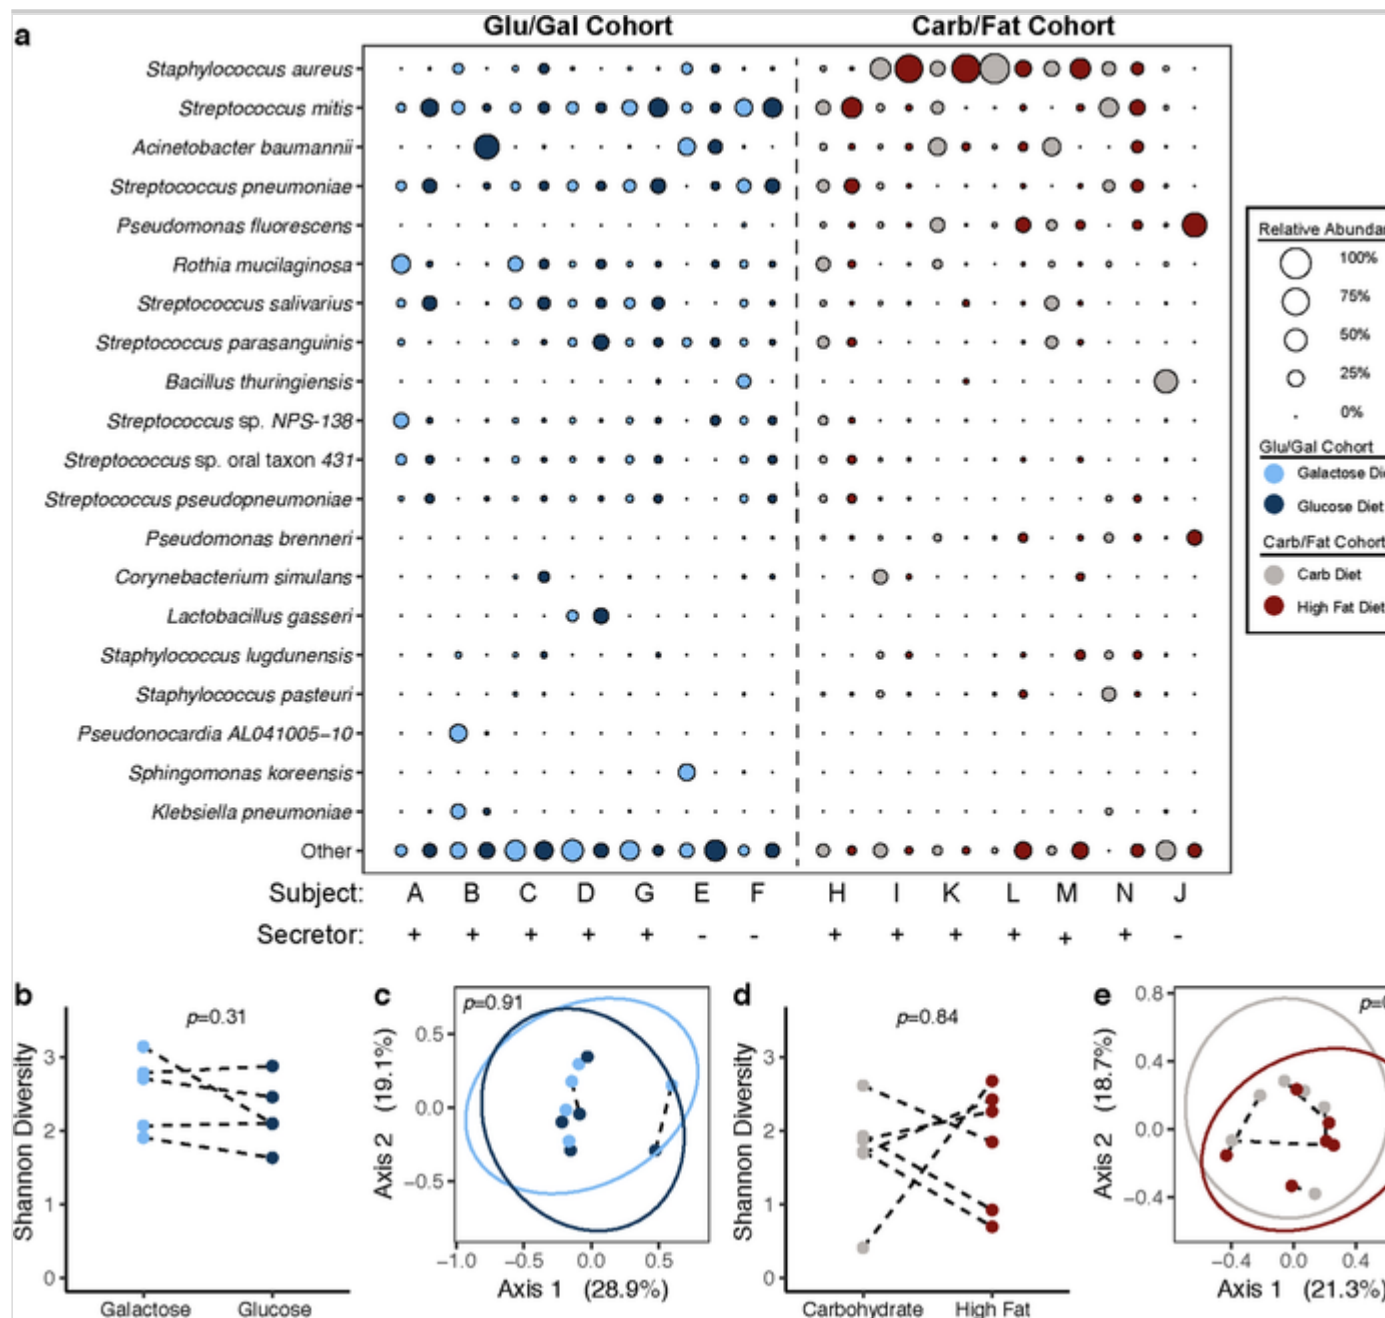 a
Glu/Gal Cohort
Carb/Fat Cohort
Staphylococcus aureus
Streptococcus mitis
Acinetobacter baumannii
Streptococcus pneumoniae
Pseudomonas fluorescens
Rothia mucilaginosa
Streptococcus salivarius
Streptococcus parasanguinis
Bacillus thuringiensis
Streptococcus sp. NPS-138
Streptococcus sp. oral taxon 431
Streptococcus pseudopneumoniae
Pseudomonas brenneri
Corynebacterium simulans
Lactobacillus gasseri
Staphylococcus lugdunensis
Staphylococcus pasteuri
Pseudonocardia AL041005-10
Sphingomonas koreensis
Klebsiella pneumoniae
Other
Subject: A B C D G E F H I K L M N J
Secretor: + + + + + - - + + + + + + -
Relative Abundan
100%
75%
50%
25%
0%
Glu/Gal Cohort
Galactose Die
Glucose Diet
Carb/Fat Cohort
Carb Diet
High Fat Diet
b
p=0.31
Shannon Diversity
3
2
1
0
Galactose Glucose
c
p=0.91
Axis 2 (19.1%)
0.5
0.0
−0.5
−1.0 −0.5 0.0 0.5
Axis 1 (28.9%)
d
p=0.84
Shannon Diversity
3
2
1
0
Carbohydrate High Fat
e
p=0
Axis 2 (18.7%)
0.8
0.4
0.0
−0.4
−0.4 0.0 0.4
Axis 1 (21.3%)